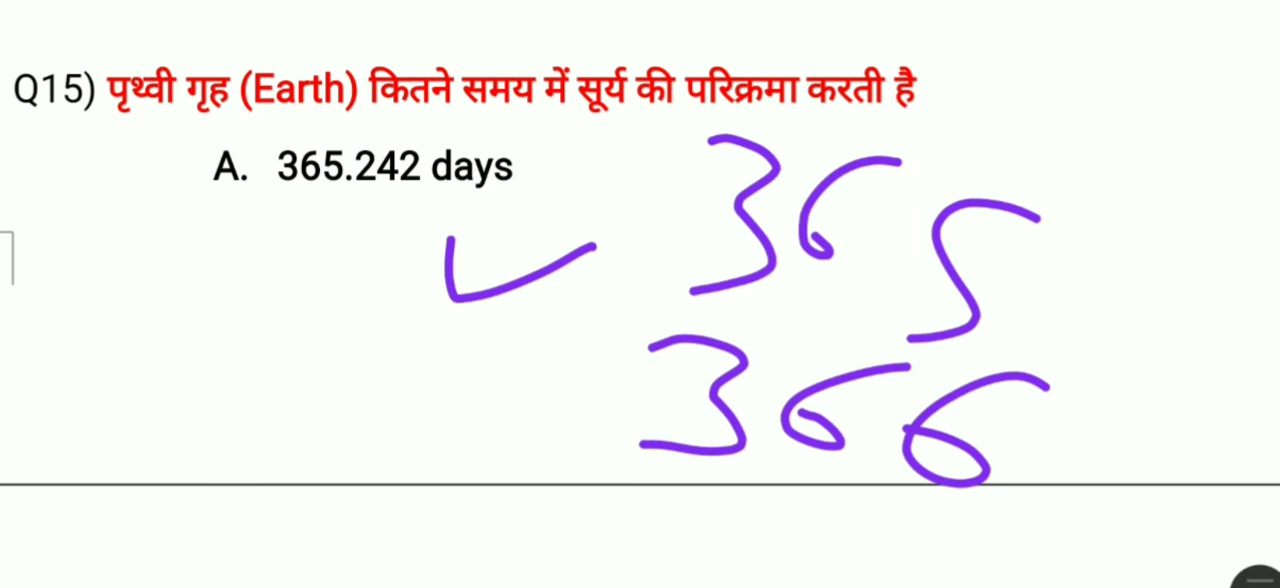 Q15) पृथ्वी गृह (Earth) कितने समय में सूर्य की परिक्रमा करती है
A. 365.242 days
365
366